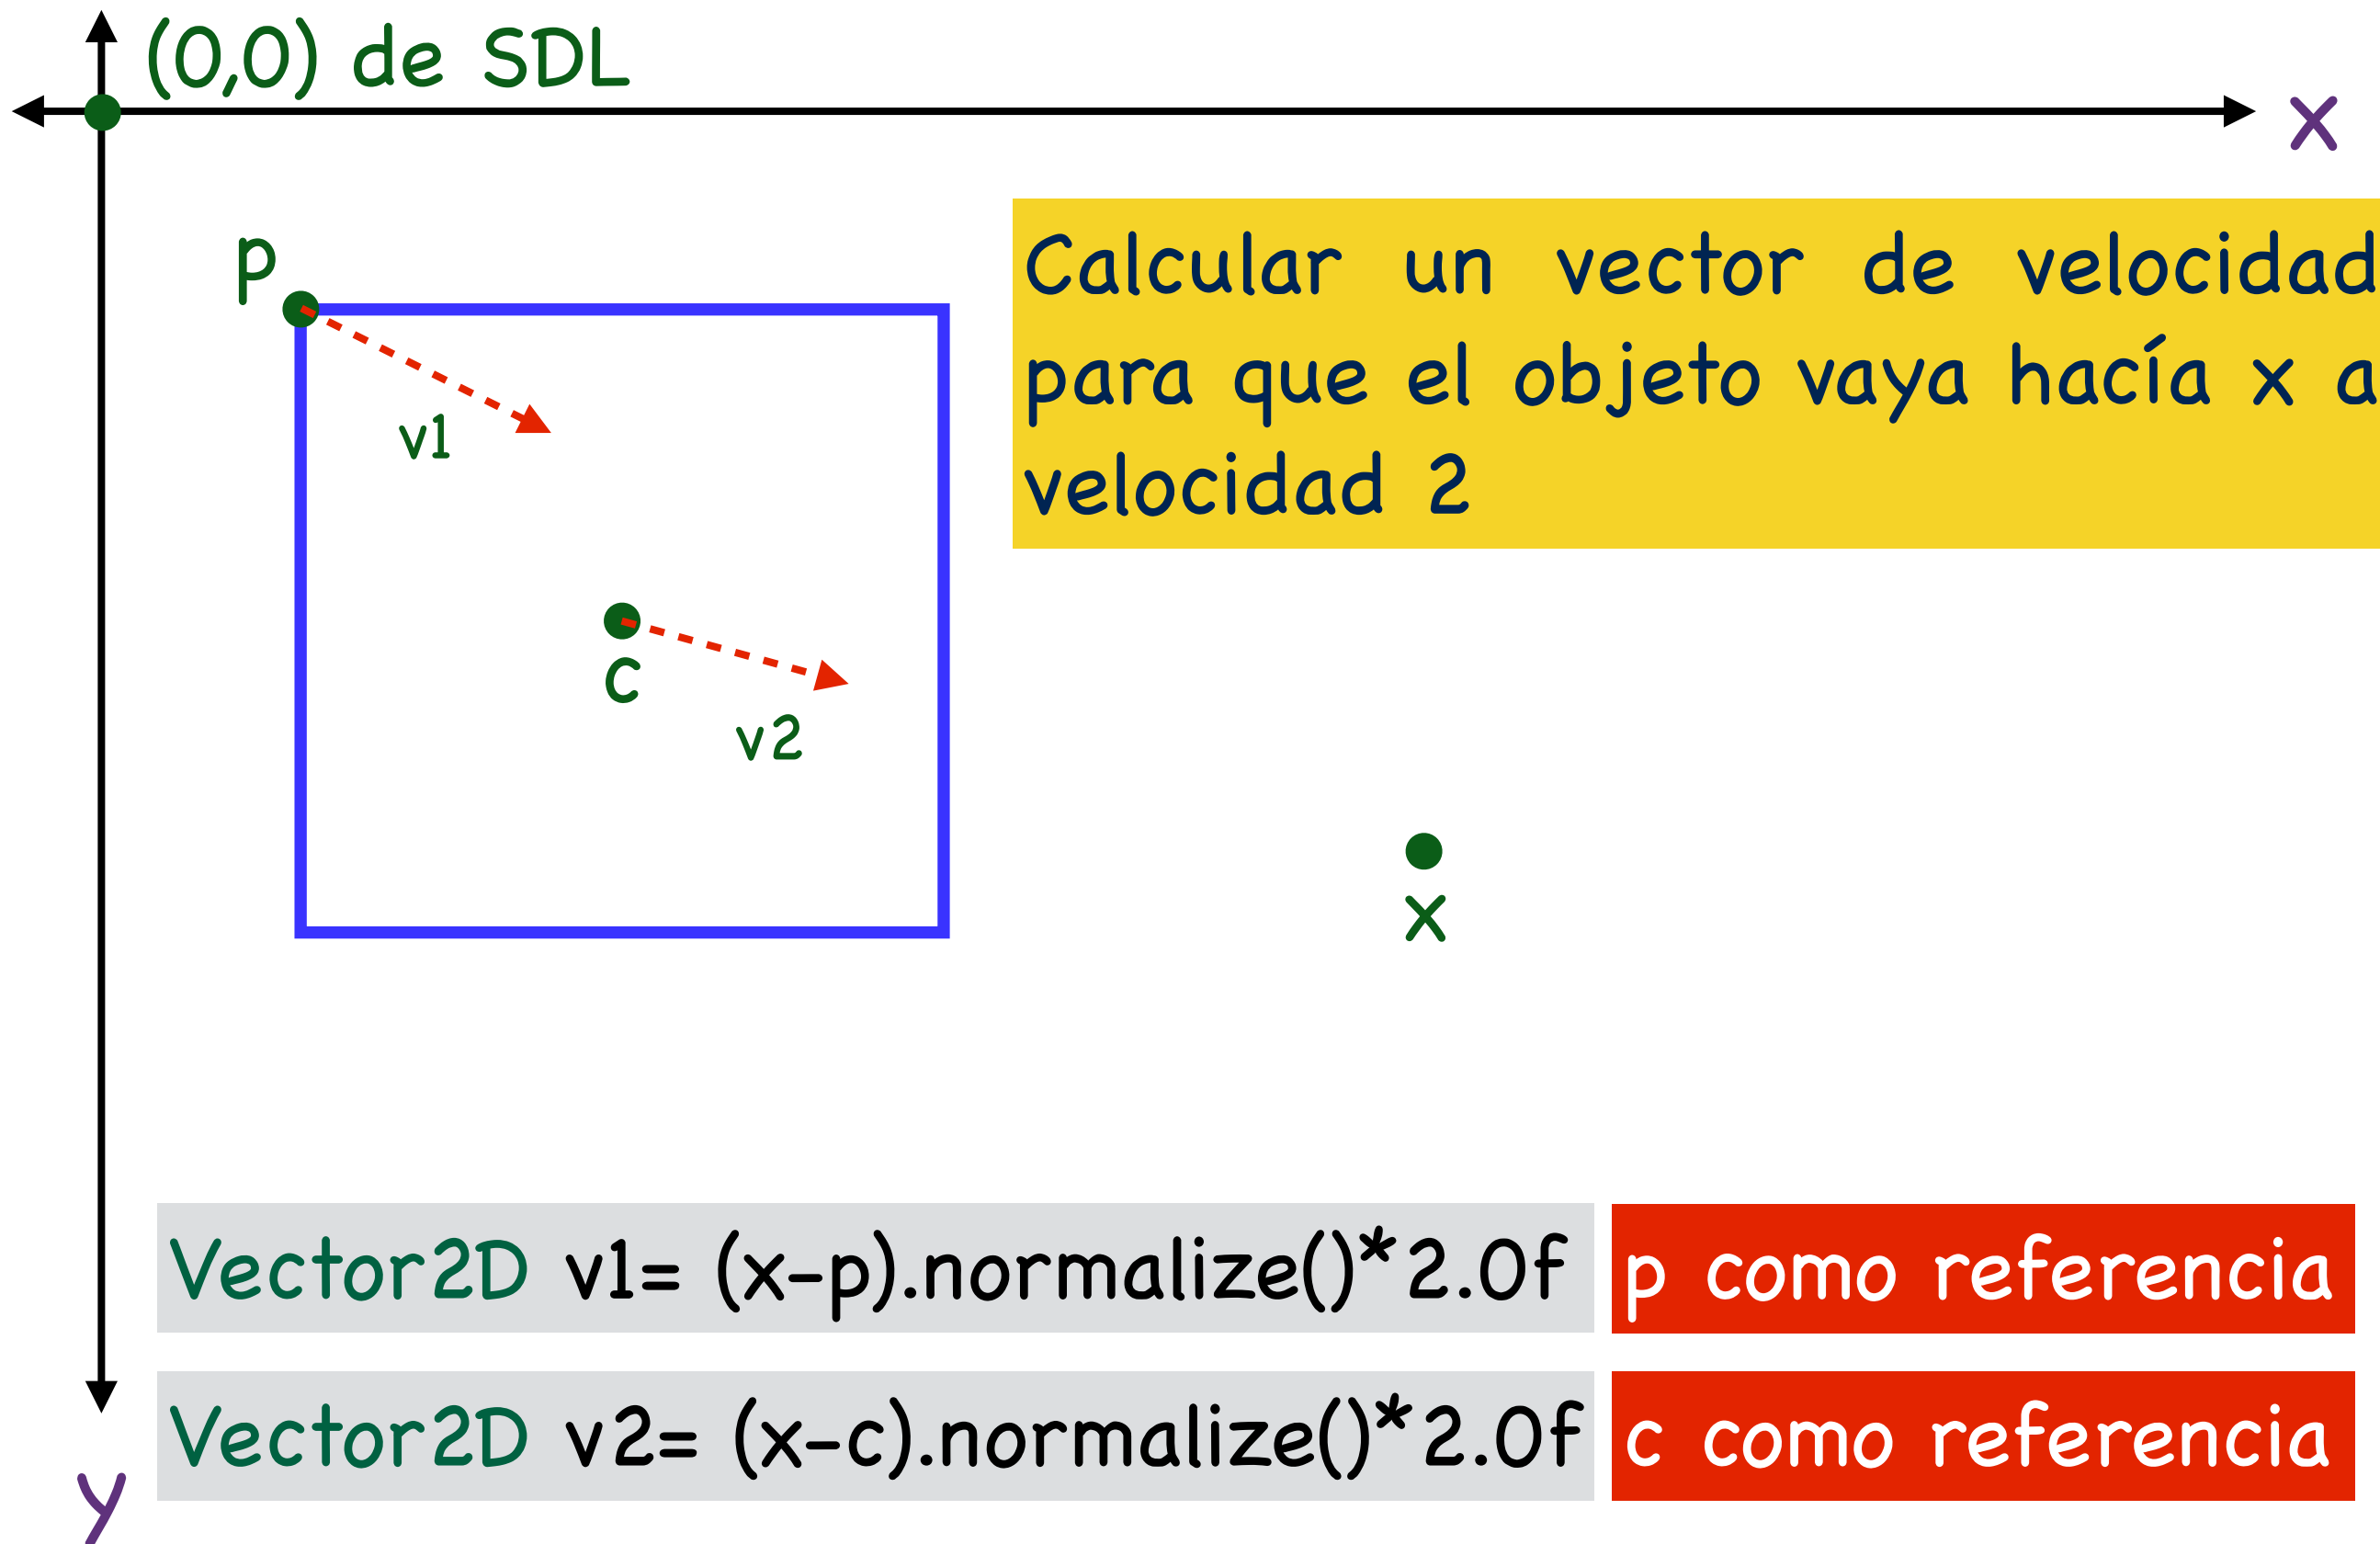 (0,0) de SDL
x
p
Calcular un vector de velocidad
para que el objeto vaya hacía x a
velocidad 2
v1
c
v2
x
Vector2D v1= (x-p).normalize()*2.0f
p como referencia
Vector2D v2= (x-c).normalize()*2.0f
c como referencia
y